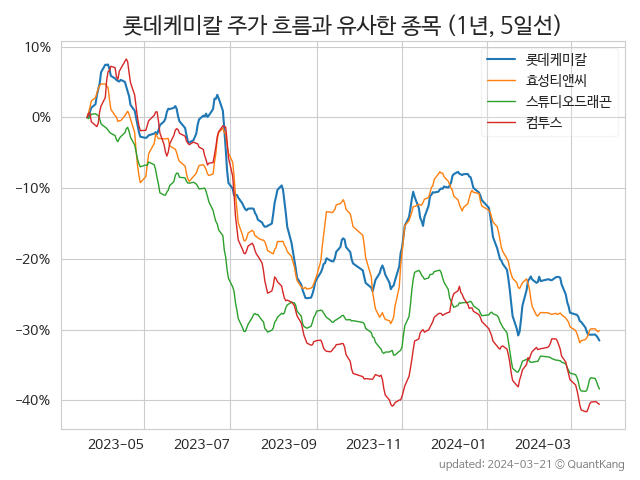 롯데케미칼 주가 흐름과 유사한 종목 (1년, 5일선)
롯데케미칼
효성티앤씨
스튜디오드래곤
컴투스
10%
0%
−10%
−20%
−30%
−40%
2023-05 2023-07 2023-09 2023-11 2024-01 2024-03
updated: 2024-03-21 © QuantKang